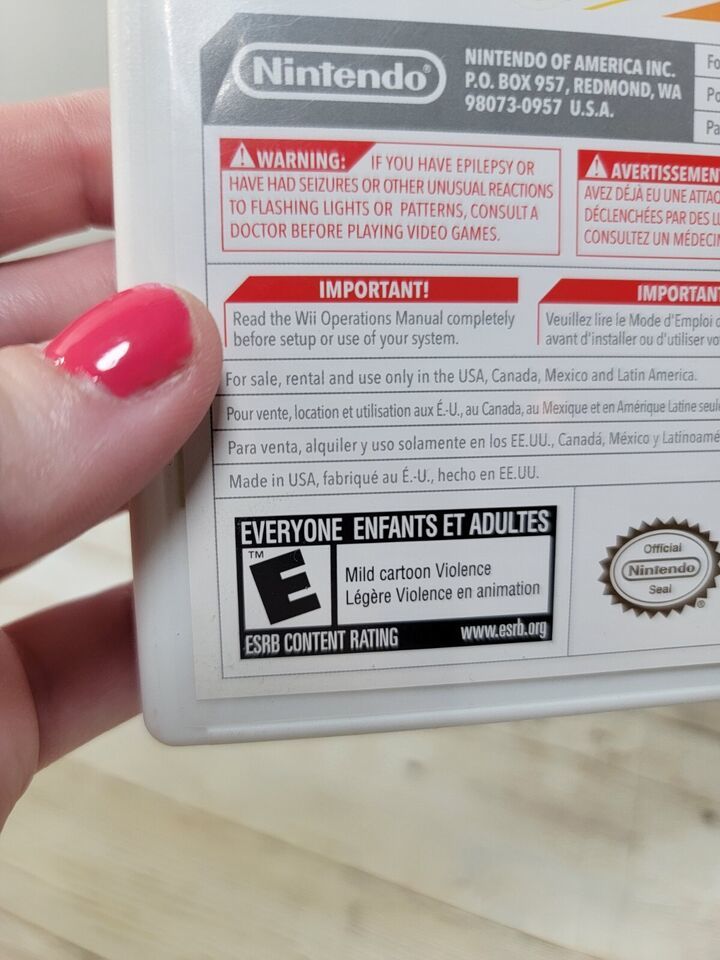 Nintendo®
NINTENDO OF AMERICA INC.
P.O. BOX 957, REDMOND, WA
98073-0957 U.S.A.
WARNING: IF YOU HAVE EPILEPSY OR
HAVE HAD SEIZURES OR OTHER UNUSUAL REACTIONS
TO FLASHING LIGHTS OR PATTERNS, CONSULT A
DOCTOR BEFORE PLAYING VIDEO GAMES.
AVEZ DÉJÀ EU UNE
DÉCLENCHÉES PAR DES
CONSULTEZ UN
IMPORTANT!
Read the Wii Operations Manual completely
before setup or use of your system.
IMPORTANT
Veuillez lire le Mode d'Emploi
avant d'installer ou d'utiliser
For sale, rental and use only in the USA, Canada, Mexico and Latin America.
Pour vente, location et utilisation aux É.-U., au Canada, au Mexique et en Amérique Latine
Para venta, alquiler y uso solamente en los EE.UU., Canadá, México y
Made in USA, fabriqué au É.-U., hecho en EE.UU.
EVERYONE ENFANTS ET ADULTES
TM
E
Mild cartoon Violence
Légère Violence en animation
ESRB CONTENT RATING www.esrb.org
Official
Nintendo
Seal
®